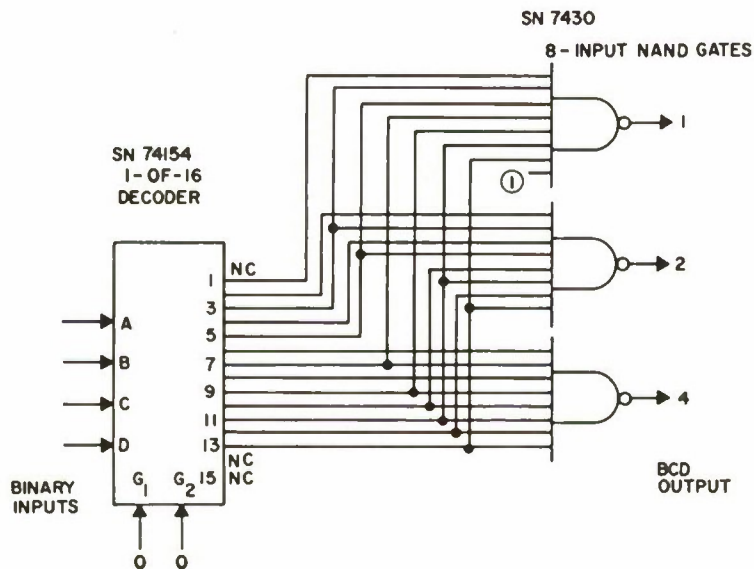 SN 7430
8-INPUT NAND GATES
1
SN 74154
1-OF-16
DECODER
1
NC
1
2
3
A
5
B
7
C
9
4
11
D
13
NC
G1 G2 15 NC
BINARY
INPUTS
BCD
OUTPUT
0 0